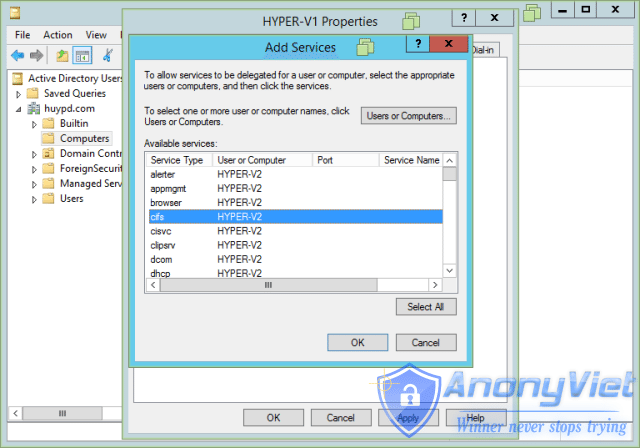 HYPER-V1 Properties
?
X
Add Services
?
X
File Action View
Dial-in
Active Directory Users
Saved Queries
huypd.com
Builtin
Computers
Domain Contr
ForeignSecurit
Managed Serv
Users
To allow services to be delegated for a user or computer, select the appropriate
users or computers, and then click the services.
To select one or more user or computer names, click
Users or Computers.
Users or Computers...
Available services:
Service Type User or Computer Port Service Name
alerter HYPER-V2
appmgmt HYPER-V2
browser HYPER-V2
cifs HYPER-V2
cisvc HYPER-V2
clipsrv HYPER-V2
dcom HYPER-V2
dhcp HYPER-V2
Select All
OK Cancel
OK Cancel Apply Help
AnonyViet
Winner never stops trying